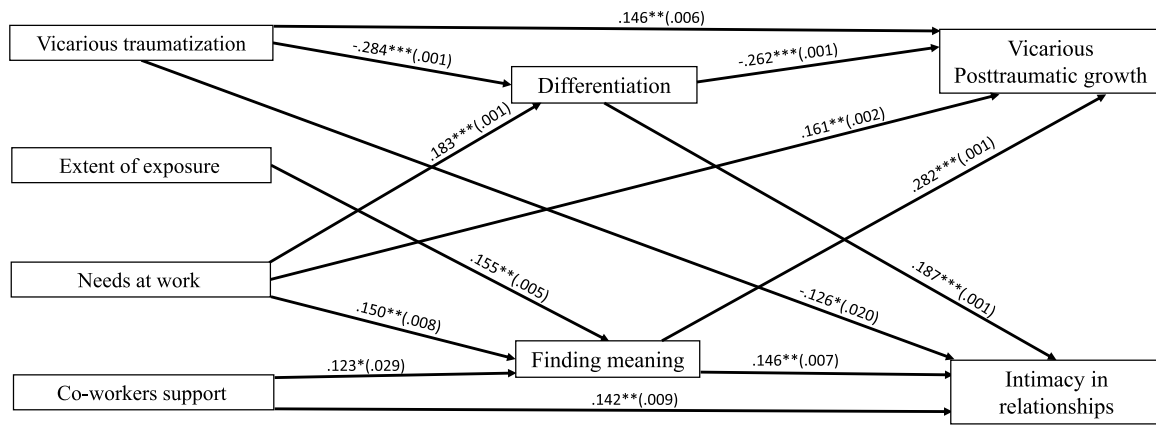 .146**(.006)
Vicarious traumatization
-.284***(.001)
-.262***(.001)
Vicarious
Posttraumatic growth
Differentiation
.183***(.001)
.161**(.002)
Extent of exposure
.282***(.001)
Needs at work
.155**(.005)
.187***(.001)
-.126*(.020)
.150**(.008)
Finding meaning
.146**(.007)
.123*(.029)
Co-workers support
.142**(.009)
Intimacy in
relationships